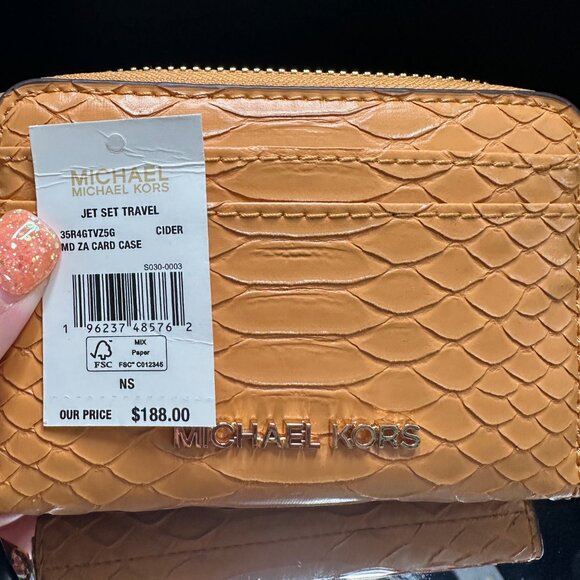 MICHAEL
MICHAEL KORS
JET SET TRAVEL
35R4GTVZ5G CIDER
MD ZA CARD CASE
S030-0003
1 96237 48576 2
FSC
MIX
Paper
FSC™ C012345
NS
OUR PRICE $188.00
MICHAEL KORS